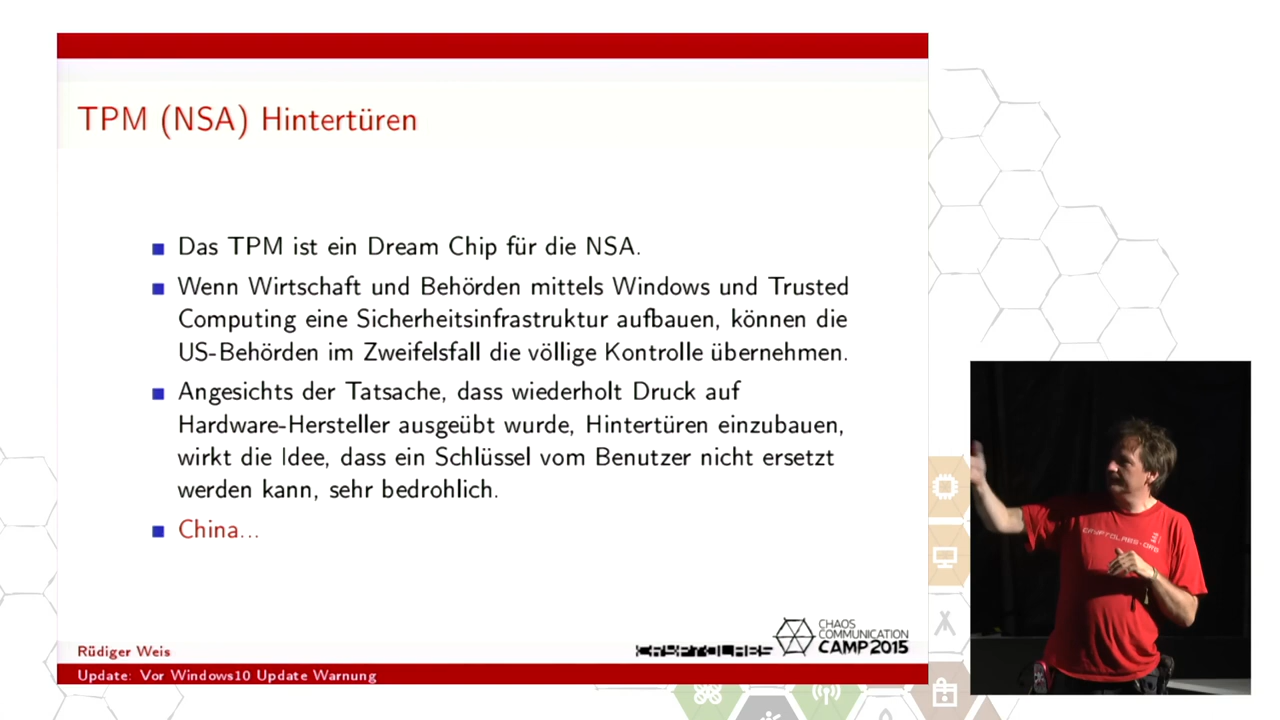 TPM (NSA) Hintertüren
Das TPM ist ein Dream Chip für die NSA.
Wenn Wirtschaft und Behörden mittels Windows und Trusted
Computing eine Sicherheitsinfrastruktur aufbauen, können die
US-Behörden im Zweifelsfall die völlige Kontrolle übernehmen.
Angesichts der Tatsache, dass wiederholt Druck auf
Hardware-Hersteller ausgeübt wurde, Hintertüren einzubauen,
wirkt die Idee, dass ein Schlüssel vom Benutzer nicht ersetzt
werden kann, sehr bedrohlich.
China...
CRYPTOLABS.ORG
Rüdiger Weis
CRYPTOLABS
CHAOS
COMMUNICATION
CAMP 2015
Update: Vor Windows10 Update Warnung